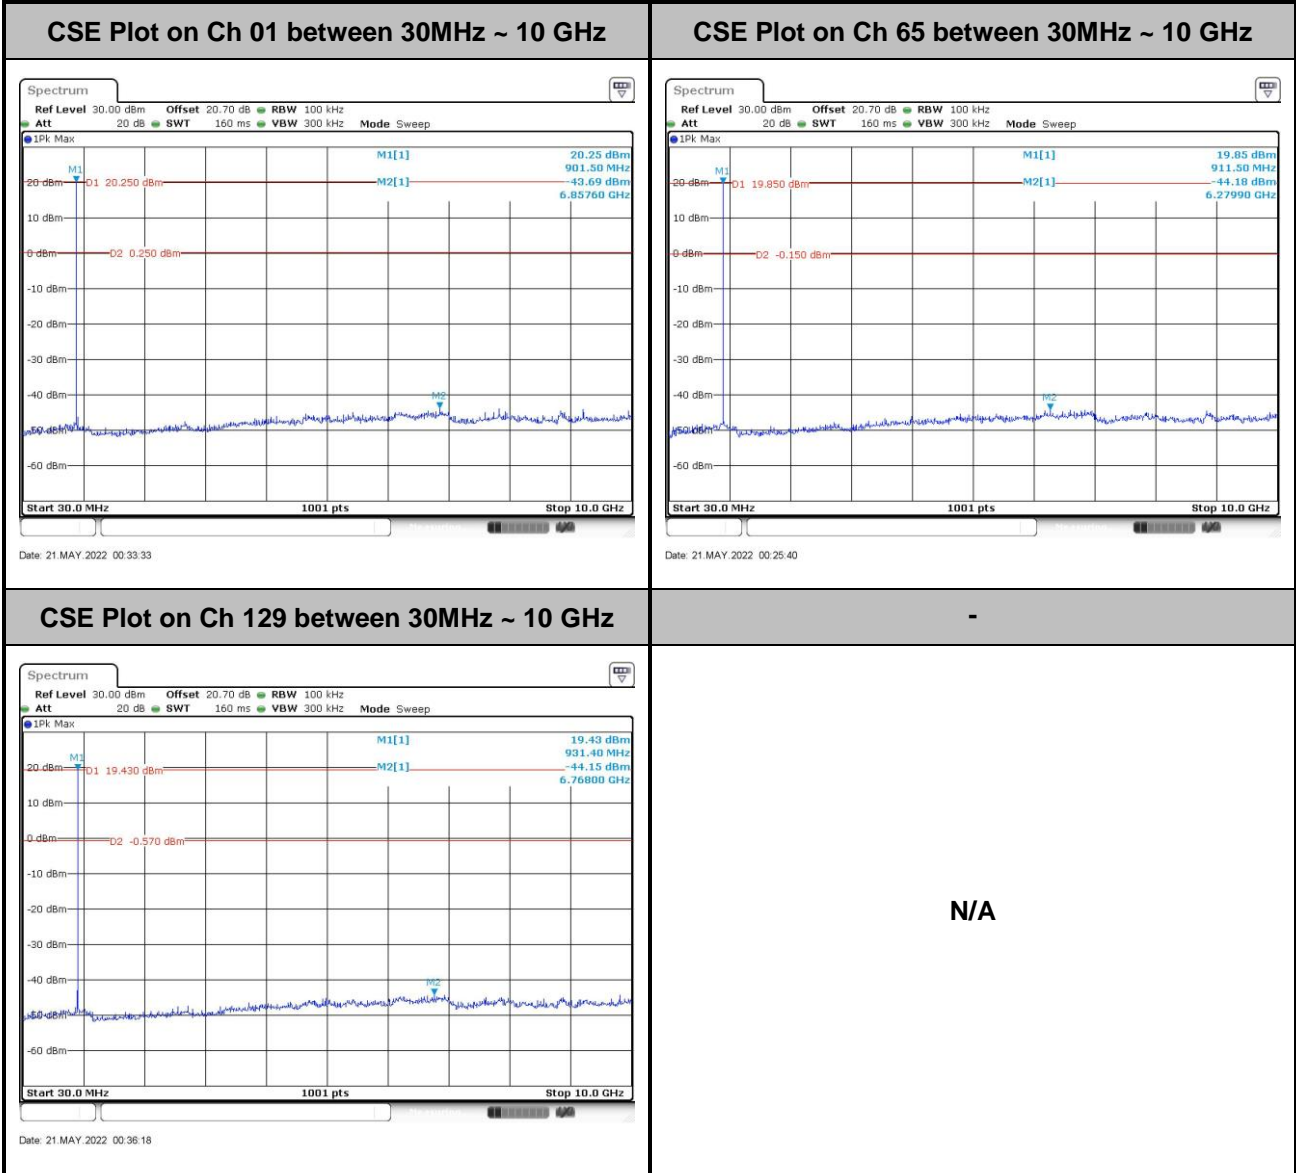 CSE Plot on Ch 01 between 30MHz ~ 10 GHz
Spectrum
Ref Level 30.00 dBm Offset 20.70 dB RBW 100 kHz
Att 20 dB SWT 160 ms VBW 300 kHz Mode Sweep
1Pk Max
M1[1] 20.25 dBm
901.50 MHz
M1
20 dBm D1 20.250 dBm M2[1] -43.69 dBm
6.85760 GHz
10 dBm
0 dBm D2 0.250 dBm
-10 dBm
-20 dBm
-30 dBm
-40 dBm
M2
-50 dBm
-60 dBm
Start 30.0 MHz 1001 pts Stop 10.0 GHz
Date: 21.MAY.2022 00:33:33
CSE Plot on Ch 65 between 30MHz ~ 10 GHz
Spectrum
Ref Level 30.00 dBm Offset 20.70 dB RBW 100 kHz
Att 20 dB SWT 160 ms VBW 300 kHz Mode Sweep
1Pk Max
M1[1] 19.85 dBm
911.50 MHz
M1
20 dBm D1 19.850 dBm M2[1] -44.18 dBm
6.27990 GHz
10 dBm
0 dBm D2 -0.150 dBm
-10 dBm
-20 dBm
-30 dBm
-40 dBm
M2
-50 dBm
-60 dBm
Start 30.0 MHz 1001 pts Stop 10.0 GHz
Date: 21.MAY.2022 00:25:40
CSE Plot on Ch 129 between 30MHz ~ 10 GHz
Spectrum
Ref Level 30.00 dBm Offset 20.70 dB RBW 100 kHz
Att 20 dB SWT 160 ms VBW 300 kHz Mode Sweep
1Pk Max
M1[1] 19.43 dBm
931.40 MHz
M1
20 dBm D1 19.430 dBm M2[1] -44.15 dBm
6.76800 GHz
10 dBm
0 dBm D2 -0.570 dBm
-10 dBm
-20 dBm
-30 dBm
-40 dBm
M2
-50 dBm
-60 dBm
Start 30.0 MHz 1001 pts Stop 10.0 GHz
Date: 21.MAY.2022 00:36:18
-
N/A